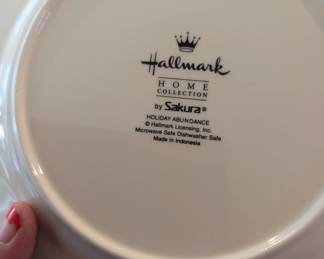 Hallmark
HOME
COLLECTION
by Sakura®
HOLIDAY ABUNDANCE
© Hallmark Licensing, Inc.
Microwave Safe Dishwasher Safe
Made in Indonesia